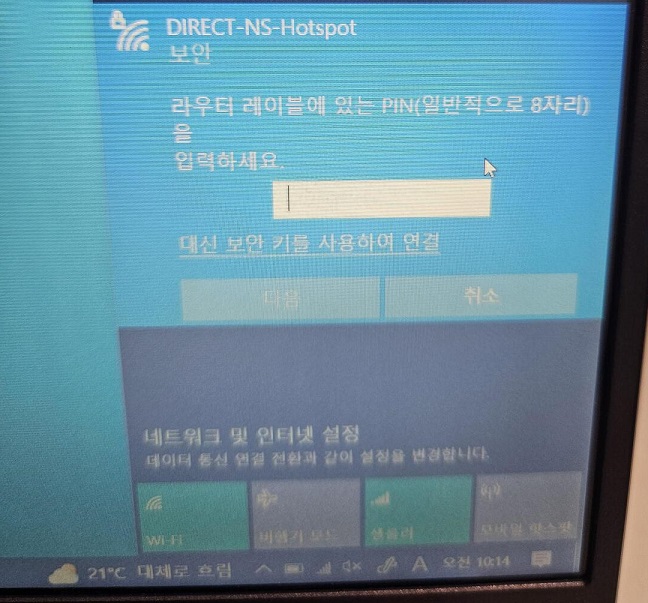 DIRECT-NS-Hotspot
보안
라우터 레이블에 있는 PIN(일반적으로 8자리)
을
입력하세요.
대신 보안 키를 사용하여 연결
다음
취소
네트워크 및 인터넷 설정
데이터 통신 연결 전환과 같이 설정을 변경합니다.
Wi-Fi
비행기 모드
셀룰러
모바일 핫스팟
21°C 대체로 흐림
A
오전 10:14